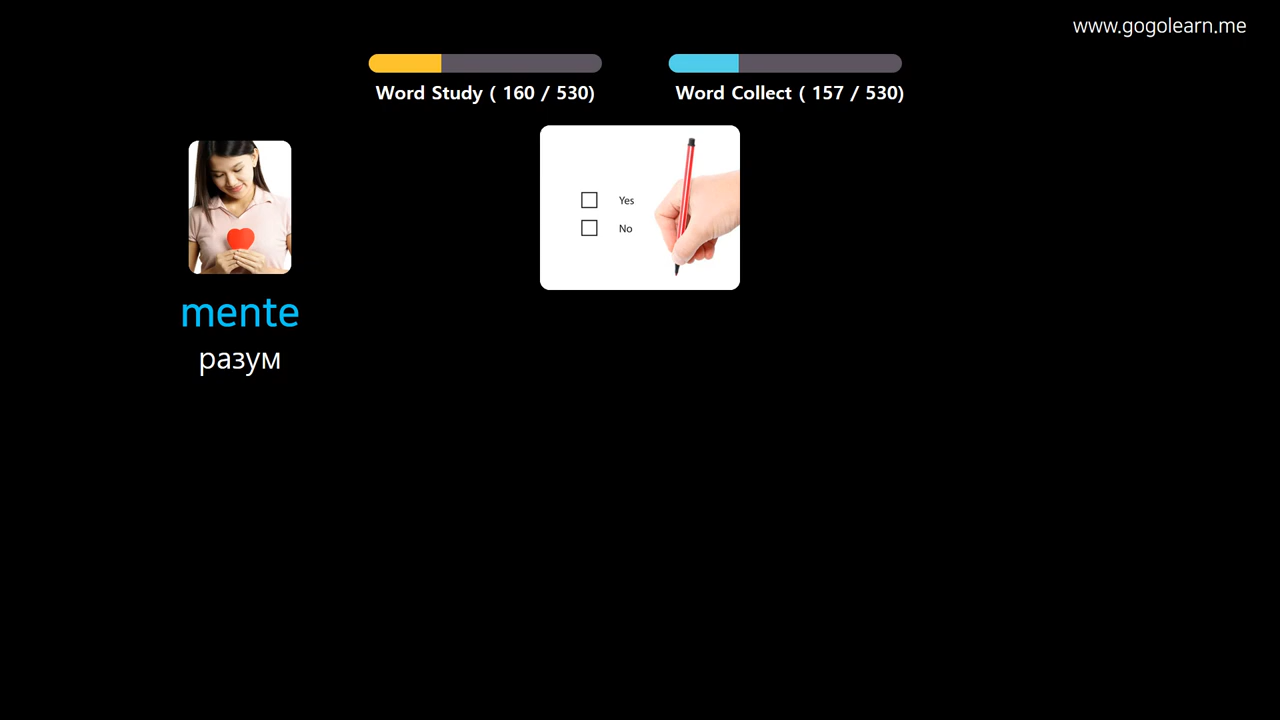 www.gogolearn.me
Word Study ( 160 / 530)
Word Collect ( 157 / 530)
Yes
No
mente
разум